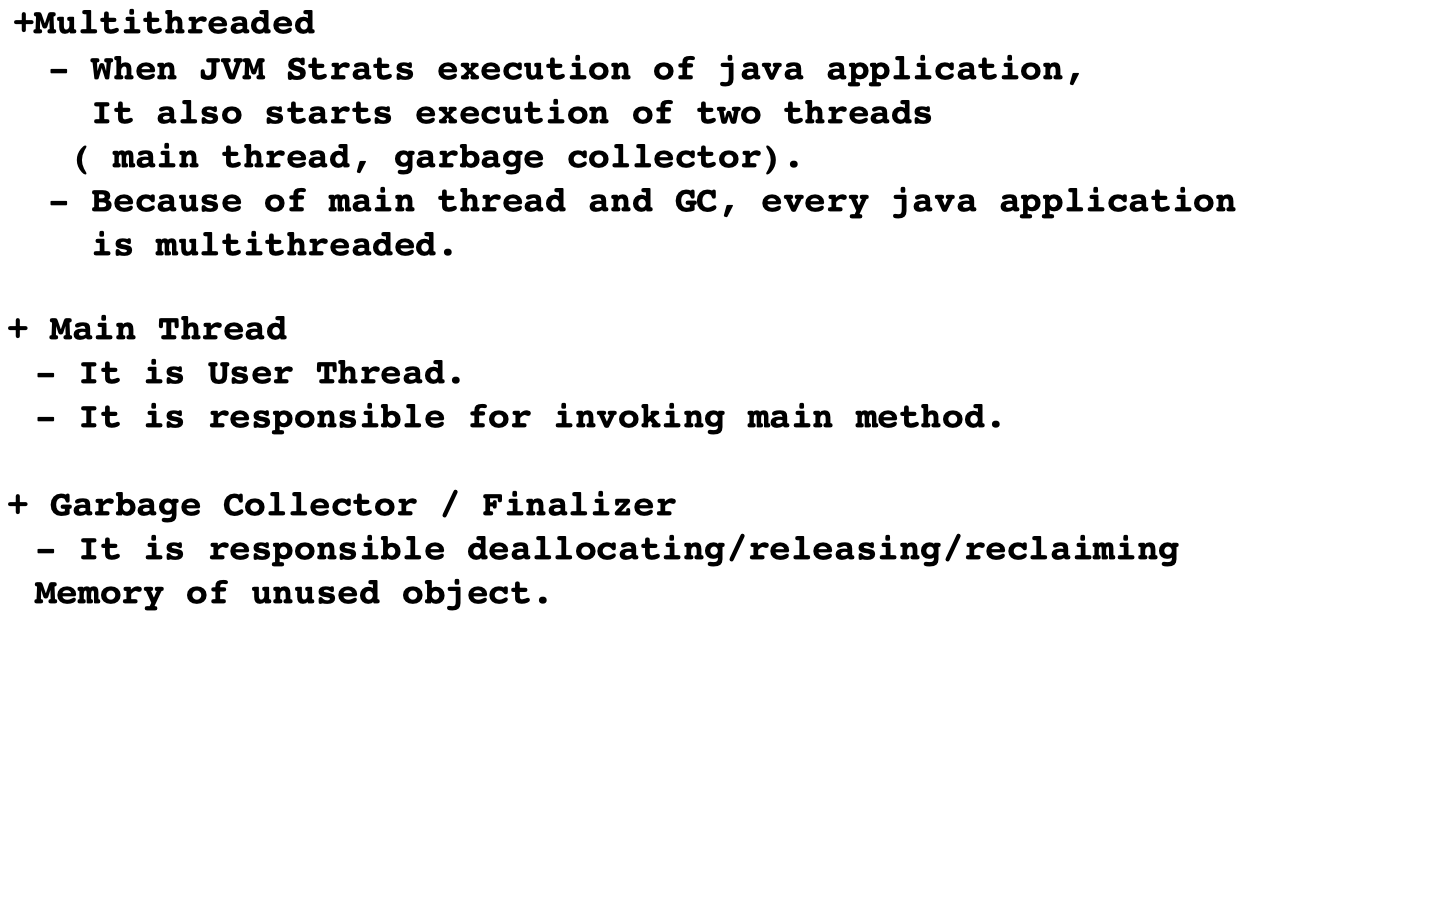 +Multithreaded
- When JVM Strats execution of java application,
It also starts execution of two threads
( main thread, garbage collector).
- Because of main thread and GC, every java application
is multithreaded.
+ Main Thread
- It is User Thread.
- It is responsible for invoking main method.
+ Garbage Collector / Finalizer
- It is responsible deallocating/releasing/reclaiming
Memory of unused object.